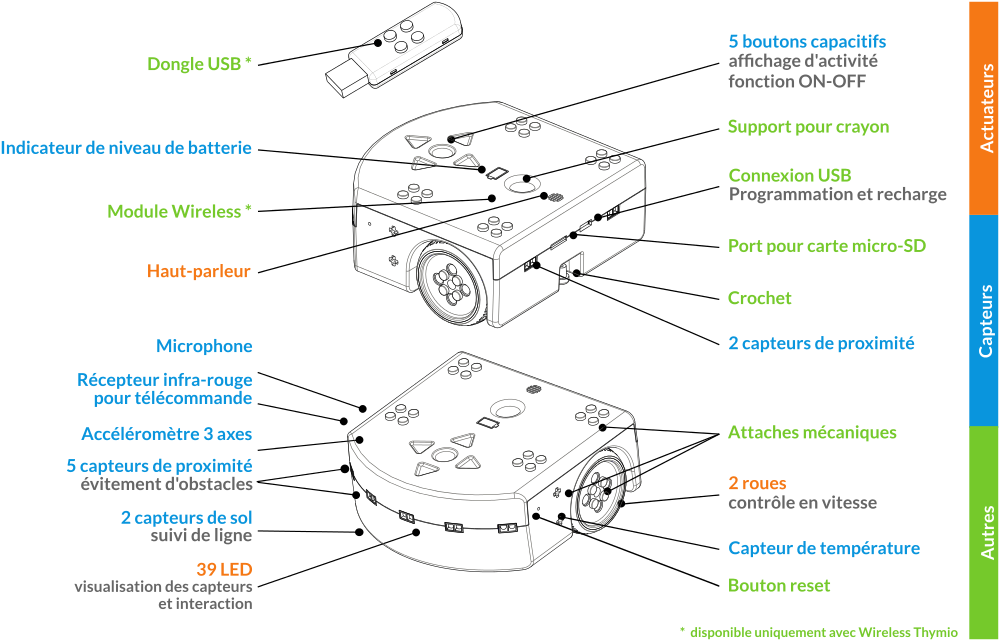 Dongle USB *
Indicateur de niveau de batterie
Module Wireless *
Haut-parleur
5 boutons capacitifs
affichage d'activité
fonction ON-OFF
Support pour crayon
Connexion USB
Programmation et recharge
Port pour carte micro-SD
Crochet
2 capteurs de proximité
Microphone
Récepteur infra-rouge
pour télécommande
Accéléromètre 3 axes
5 capteurs de proximité
évitement d'obstacles
2 capteurs de sol
suivi de ligne
39 LED
visualisation des capteurs
et interaction
Attaches mécaniques
2 roues
contrôle en vitesse
Capteur de température
Bouton reset
Actuateurs
Capteurs
Autres
* disponible uniquement avec Wireless Thymio